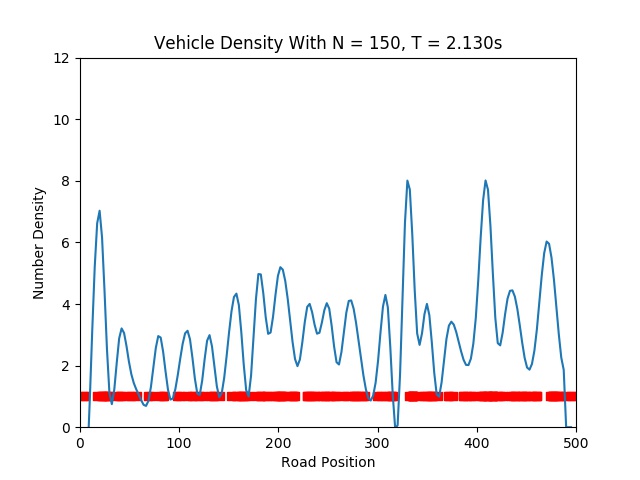 Vehicle Density With N = 150, T = 2.130s
12
10
8
6
4
2
0
Number Density
0 100 200 300 400 500
Road Position